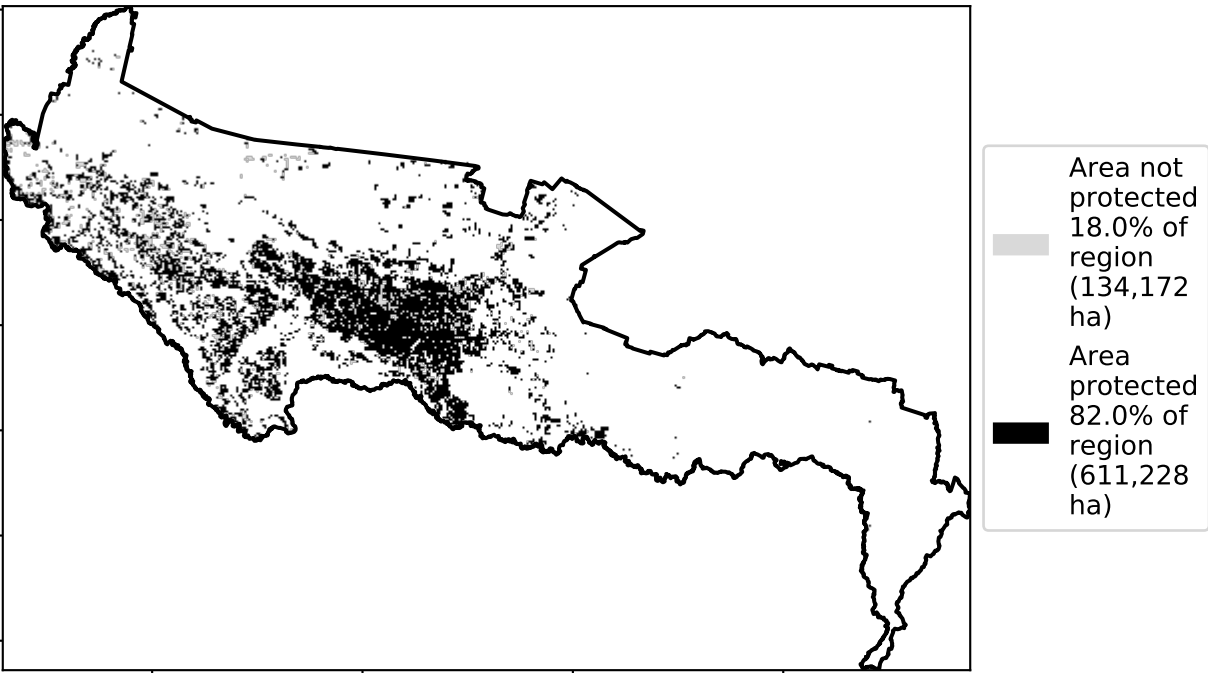 Area not
protected
18.0% of
region
(134,172
ha)
Area
protected
82.0% of
region
(611,228
ha)